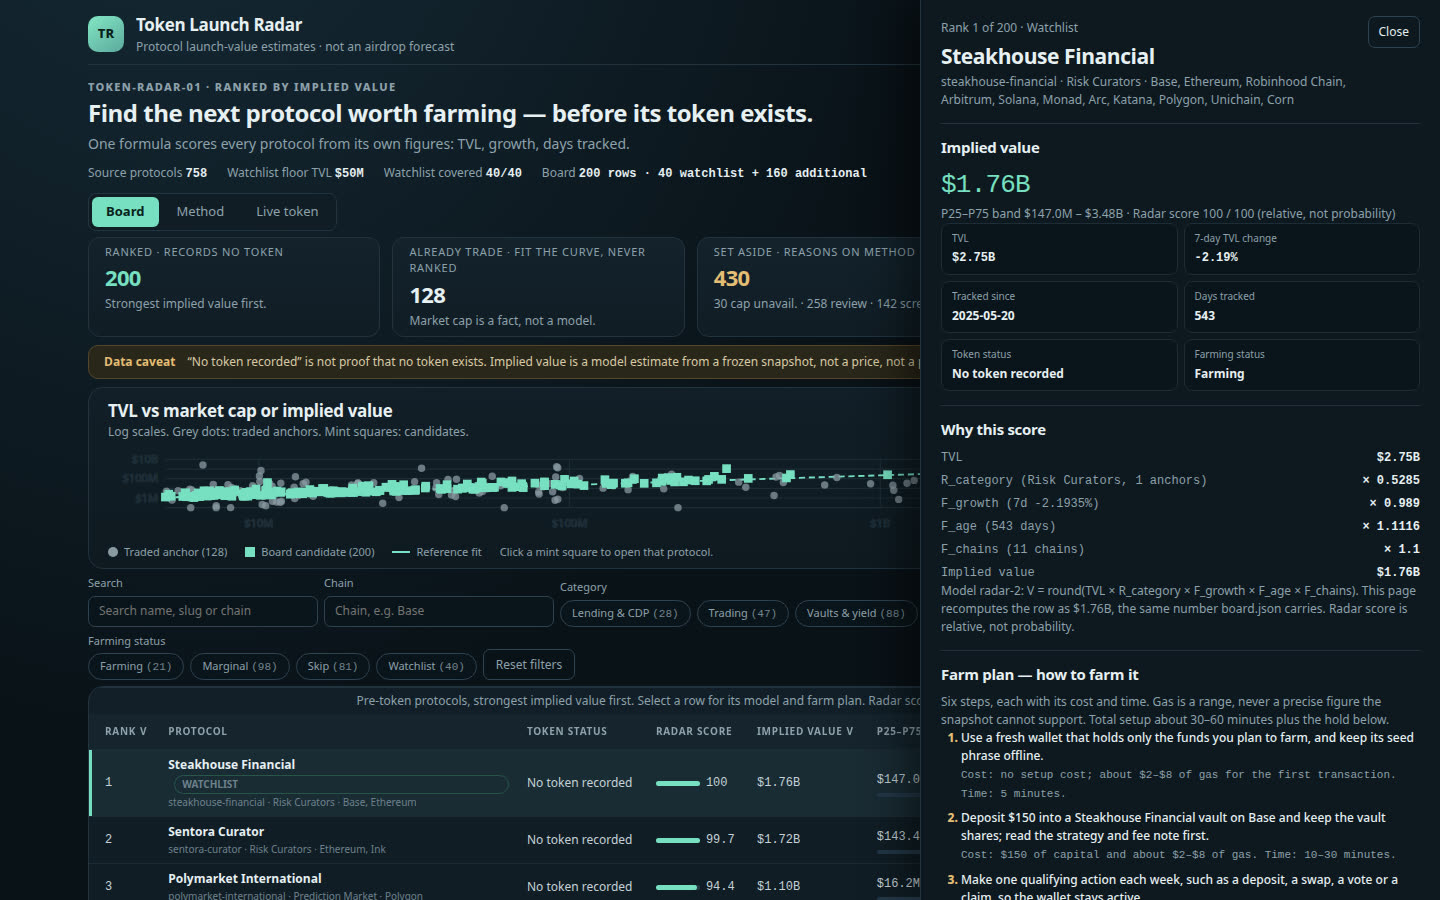 TR
Token Launch Radar
Protocol launch-value estimates · not an airdrop forecast
TOKEN-RADAR-01 · RANKED BY IMPLIED VALUE
Find the next protocol worth farming — before its token exists.
One formula scores every protocol from its own figures: TVL, growth, days tracked.
Source protocols 758 Watchlist floor TVL $50M Watchlist covered 40/40 Board 200 rows · 40 watchlist + 160 additional
Board Method Live token
RANKED · RECORDS NO TOKEN
200
Strongest implied value first.
ALREADY TRADE · FIT THE CURVE, NEVER
RANKED
128
Market cap is a fact, not a model.
SET ASIDE · REASONS ON METHOD
430
30 cap unavail. · 258 review · 142 scre
Data caveat “No token recorded” is not proof that no token exists. Implied value is a model estimate from a frozen snapshot, not a price, not a p
TVL vs market cap or implied value
Log scales. Grey dots: traded anchors. Mint squares: candidates.
$10B
$100M
$1M
$10M $100M $1B
Traded anchor (128) Board candidate (200) Reference fit Click a mint square to open that protocol.
Search Chain Category
Search name, slug or chain Chain, e.g. Base Lending & CDP (28) Trading (47) Vaults & yield (88)
Farming status
Farming (21) Marginal (98) Skip (81) Watchlist (40) Reset filters
Pre-token protocols, strongest implied value first. Select a row for its model and farm plan. Radar sco
RANK V PROTOCOL TOKEN STATUS RADAR SCORE IMPLIED VALUE V P25–P75
1 Steakhouse Financial WATCHLIST steakhouse-financial · Risk Curators · Base, Ethereum No token recorded 100 $1.76B $147.0
2 Sentora Curator sentora-curator · Risk Curators · Ethereum, Ink No token recorded 99.7 $1.72B $143.4
3 Polymarket International polymarket-international · Prediction Market · Polygon No token recorded 94.4 $1.10B $16.2M
Rank 1 of 200 · Watchlist
Close
Steakhouse Financial
steakhouse-financial · Risk Curators · Base, Ethereum, Robinhood Chain,
Arbitrum, Solana, Monad, Arc, Katana, Polygon, Unichain, Corn
Implied value
$1.76B
P25–P75 band $147.0M – $3.48B · Radar score 100 / 100 (relative, not probability)
TVL
$2.75B
7-day TVL change
-2.19%
Tracked since
2025-05-20
Days tracked
543
Token status
No token recorded
Farming status
Farming
Why this score
TVL $2.75B
R_category (Risk Curators, 1 anchors) × 0.5285
F_growth (7d -2.1935%) × 0.989
F_age (543 days) × 1.1116
F_chains (11 chains) × 1.1
Implied value $1.76B
Model radar-2: V = round(TVL × R_category × F_growth × F_age × F_chains). This page
recomputes the row as $1.76B, the same number board.json carries. Radar score is
relative, not probability.
Farm plan — how to farm it
Six steps, each with its cost and time. Gas is a range, never a precise figure the
snapshot cannot support. Total setup about 30–60 minutes plus the hold below.
1. Use a fresh wallet that holds only the funds you plan to farm, and keep its seed
phrase offline.
Cost: no setup cost; about $2–$8 of gas for the first transaction.
Time: 5 minutes.
2. Deposit $150 into a Steakhouse Financial vault on Base and keep the vault
shares; read the strategy and fee note first.
Cost: $150 of capital and about $2–$8 of gas. Time: 10–30 minutes.
3. Make one qualifying action each week, such as a deposit, a swap, a vote or a
claim, so the wallet stays active.